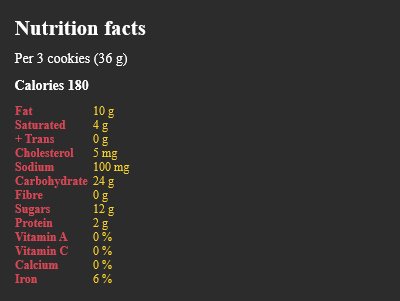 Nutrition facts
Per 3 cookies (36 g)
Calories 180
Fat 10 g
Saturated 4 g
+ Trans 0 g
Cholesterol 5 mg
Sodium 100 mg
Carbohydrate 24 g
Fibre 0 g
Sugars 12 g
Protein 2 g
Vitamin A 0 %
Vitamin C 0 %
Calcium 0 %
Iron 6 %